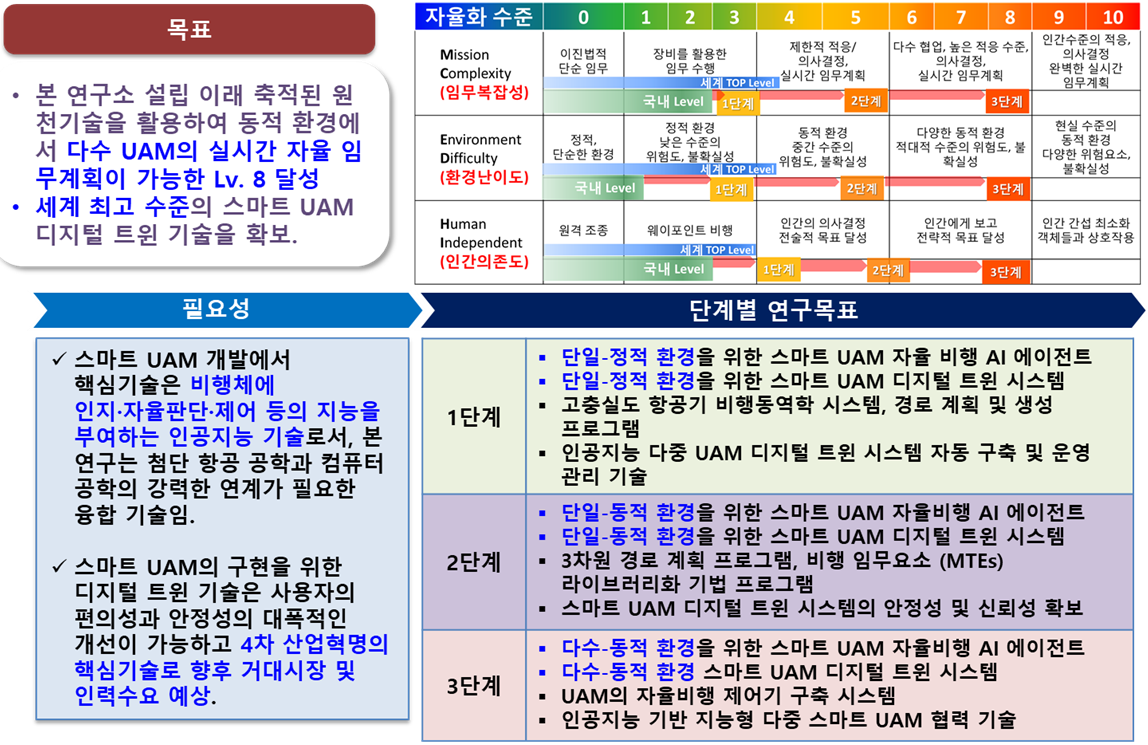 목표
• 본 연구소 설립 이래 축적된 원
천기술을 활용하여 동적 환경에
서 다수 UAM의 실시간 자율 임
무계획이 가능한 Lv. 8 달성
• 세계 최고 수준의 스마트 UAM
디지털 트윈 기술을 확보.
자율화 수준 0 1 2 3 4 5 6 7 8 9 10
Mission
Complexity
(임무복잡성)
이진법적
단순 임무
장비를 활용한
임무 수행
제한적 적응/
의사결정,
실시간 임무계획
다수 협업, 높은 적응 수준,
의사결정,
실시간 임무계획
인간수준의 적응,
의사결정
완벽한 실시간
임무계획
세계 TOP Level
국내 Level 1단계 2단계 3단계
Environment
Difficulty
(환경난이도)
정적,
단순한 환경
정적 환경
낮은 수준의
위험도, 불확실성
동적 환경
중간 수준의
위험도, 불확실성
다양한 동적 환경
적대적 수준의 위험도, 불
확실성
현실 수준의
동적 환경
다양한 위험요소,
불확실성
세계 TOP Level
국내 Level 1단계 2단계 3단계
Human
Independent
(인간의존도)
원격 조종
웨이포인트 비행
인간의 의사결정
전술적 목표 달성
인간에게 보고
전략적 목표 달성
인간 간섭 최소화
객체들과 상호작용
세계 TOP Level
국내 Level 1단계 2단계 3단계
필요성
✓ 스마트 UAM 개발에서
핵심기술은 비행체에
인지·자율판단·제어 등의 지능을
부여하는 인공지능 기술로서, 본
연구는 첨단 항공 공학과 컴퓨터
공학의 강력한 연계가 필요한
융합 기술임.
✓ 스마트 UAM의 구현을 위한
디지털 트윈 기술은 사용자의
편의성과 안정성의 대폭적인
개선이 가능하고 4차 산업혁명의
핵심기술로 향후 거대시장 및
인력수요 예상.
단계별 연구목표
1단계
▪ 단일-정적 환경을 위한 스마트 UAM 자율 비행 AI 에이전트
▪ 단일-정적 환경을 위한 스마트 UAM 디지털 트윈 시스템
▪ 고충실도 항공기 비행동역학 시스템, 경로 계획 및 생성
프로그램
▪ 인공지능 다중 UAM 디지털 트윈 시스템 자동 구축 및 운영
관리 기술
2단계
▪ 단일-동적 환경을 위한 스마트 UAM 자율비행 AI 에이전트
▪ 단일-동적 환경을 위한 스마트 UAM 디지털 트윈 시스템
▪ 3차원 경로 계획 프로그램, 비행 임무요소 (MTEs)
라이브러리화 기법 프로그램
▪ 스마트 UAM 디지털 트윈 시스템의 안정성 및 신뢰성 확보
3단계
▪ 다수-동적 환경을 위한 스마트 UAM 자율비행 AI 에이전트
▪ 다수-동적 환경 스마트 UAM 디지털 트윈 시스템
▪ UAM의 자율비행 제어기 구축 시스템
▪ 인공지능 기반 지능형 다중 스마트 UAM 협력 기술